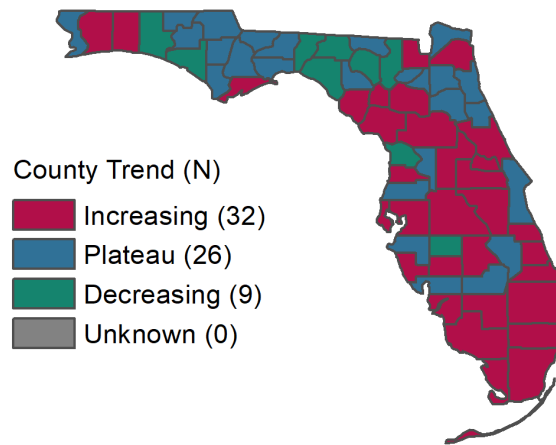 County Trend (N)
Increasing (32)
Plateau (26)
Decreasing (9)
Unknown (0)